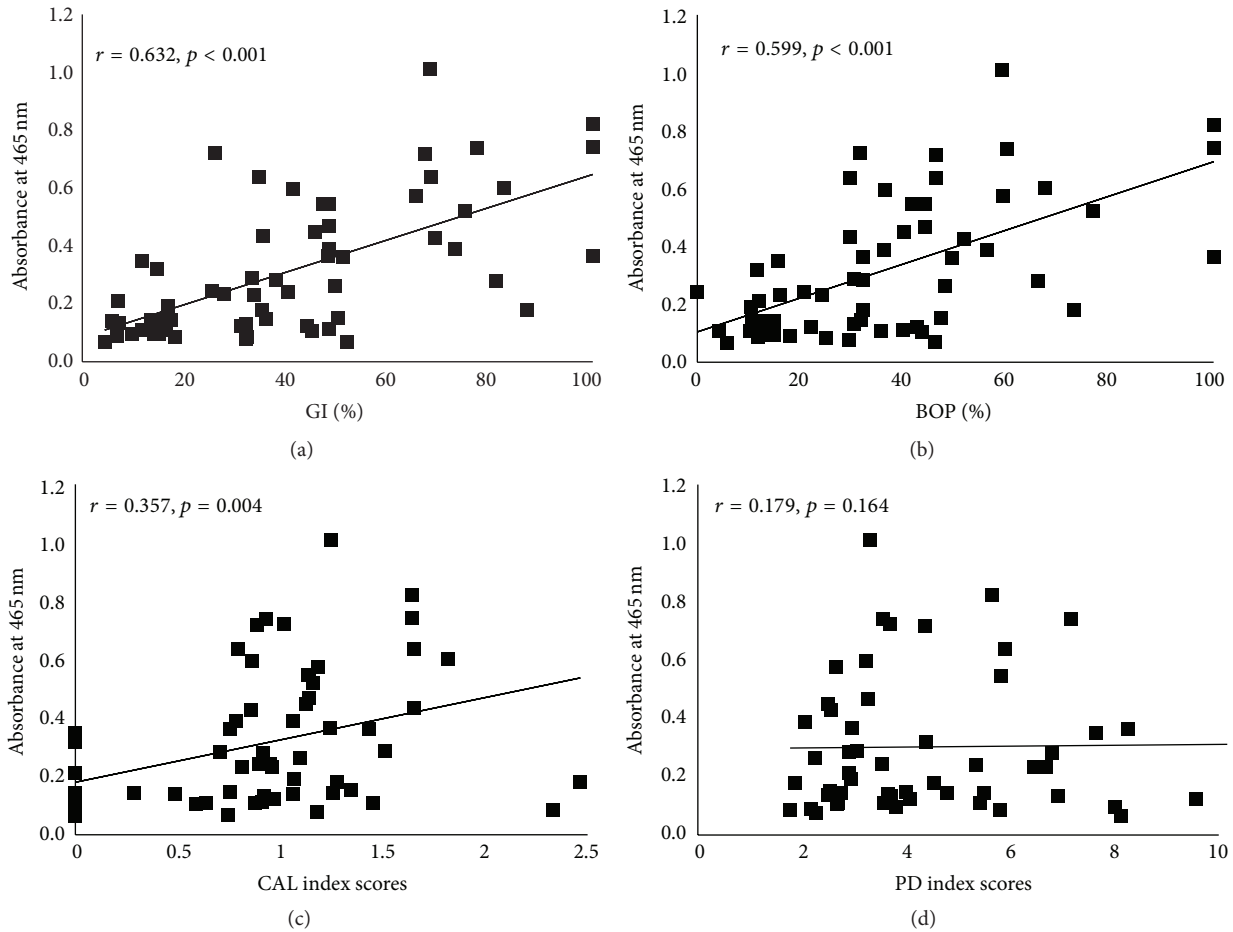 1.2
1.0
0.8
0.6
0.4
0.2
0.0
Absorbance at 465 nm
r = 0.632, p < 0.001
0 20 40 60 80 100
GI (%)
(a)
1.2
1.0
0.8
0.6
0.4
0.2
0.0
Absorbance at 465 nm
r = 0.599, p < 0.001
0 20 40 60 80 100
BOP (%)
(b)
1.2
1.0
0.8
0.6
0.4
0.2
0.0
Absorbance at 465 nm
r = 0.357, p = 0.004
0 0.5 1 1.5 2 2.5
CAL index scores
(c)
1.2
1.0
0.8
0.6
0.4
0.2
0.0
Absorbance at 465 nm
r = 0.179, p = 0.164
0 2 4 6 8 10
PD index scores
(d)